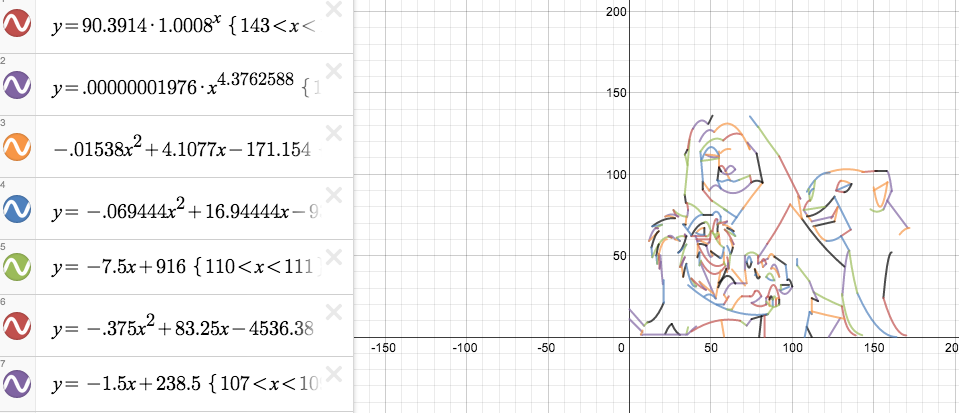 y=90.3914·1.0008^x {143<x<
2
y=.00000001976·x^4.3762588 {1
3
−.01538x^2+4.1077x−171.154
4
y= −.069444x^2+16.94444x−9
5
y= −7.5x+916 {110<x<111
6
y= −.375x^2+83.25x−4536.38
7
y= −1.5x+238.5 {107<x<10
200
150
100
50
-150 -100 -50 0 50 100 150 20